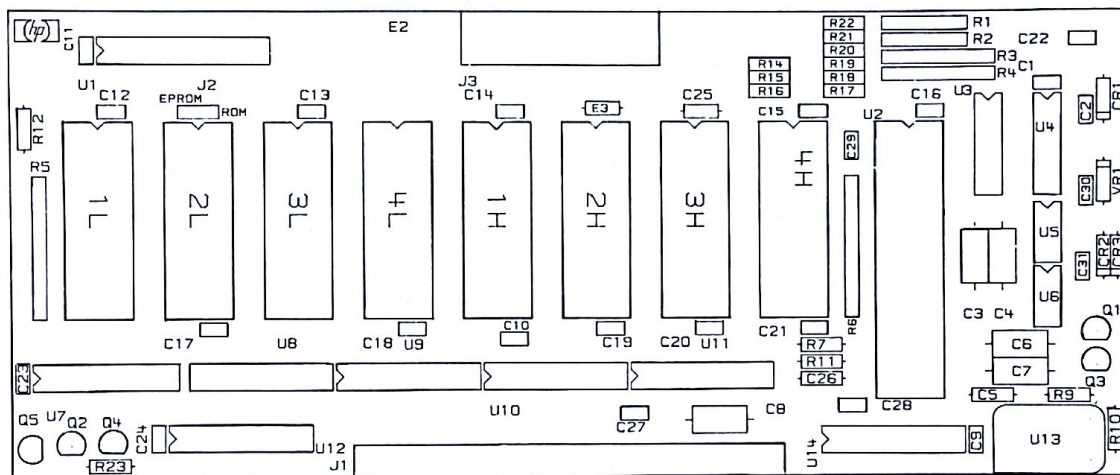 hp
C11
E2
R22
R21
R20
R19
R18
R17
R1
R2
R3
R4
C22
U1
J2
J3
R14
R15
R16
C1
C12
EPROM
ROM
C13
C14
E3
C25
C15
U2
C16
U3
U4
C2
R12
R5
1L
2L
3L
4L
1H
2H
3H
4H
C29
C30
VR1
U5
C31
CR2
CR3
U6
C3
C4
Q1
C17
U8
C18
U9
C10
C19
C20
U11
C21
R6
R7
R11
C26
C6
C7
Q3
C23
U10
C27
C8
C28
C5
R9
Q5
U7
Q2
Q4
C24
U12
R23
J1
U14
C9
U13
R10